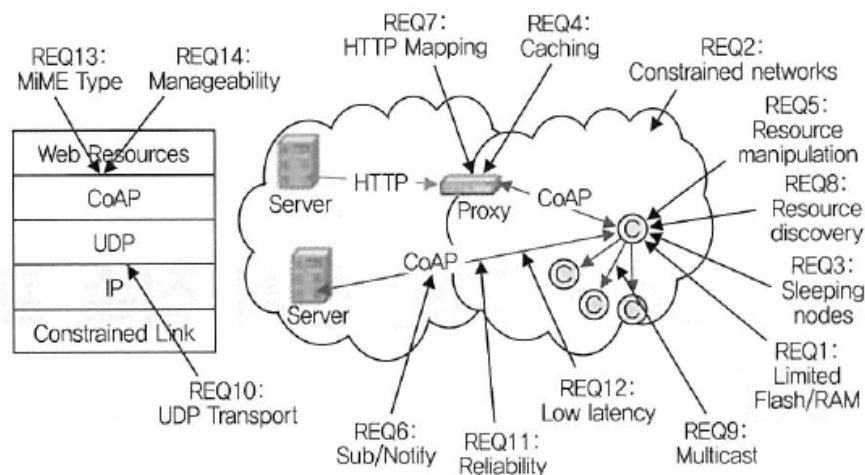 REQ13:
MiME Type
REQ14:
Manageability
REQ7:
HTTP Mapping
REQ4:
Caching
REQ2:
Constrained networks
REQ5:
Resource
manipulation
REQ8:
Resource
discovery
REQ3:
Sleeping
nodes
REQ1:
Limited
Flash/RAM
REQ9:
Multicast
REQ12:
Low latency
REQ11:
Reliability
REQ6:
Sub/Notify
REQ10:
UDP Transport
Web Resources
CoAP
UDP
IP
Constrained Link
Server
HTTP
Proxy
CoAP
C
CoAP
Server
C
C
C